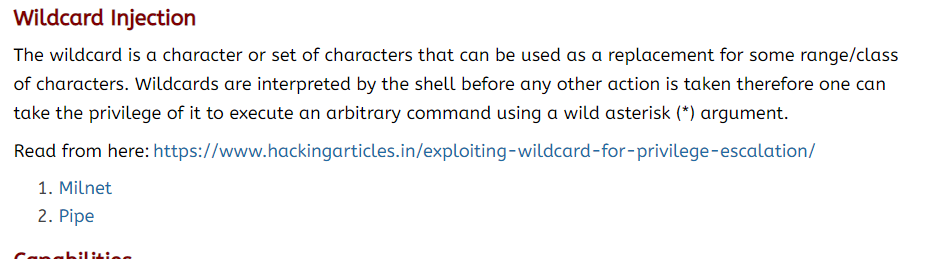 Wildcard Injection
The wildcard is a character or set of characters that can be used as a replacement for some range/class
of characters. Wildcards are interpreted by the shell before any other action is taken therefore one can
take the privilege of it to execute an arbitrary command using a wild asterisk (*) argument.
Read from here: https://www.hackingarticles.in/exploiting-wildcard-for-privilege-escalation/
1. Milnet
2. Pipe
Capabilities